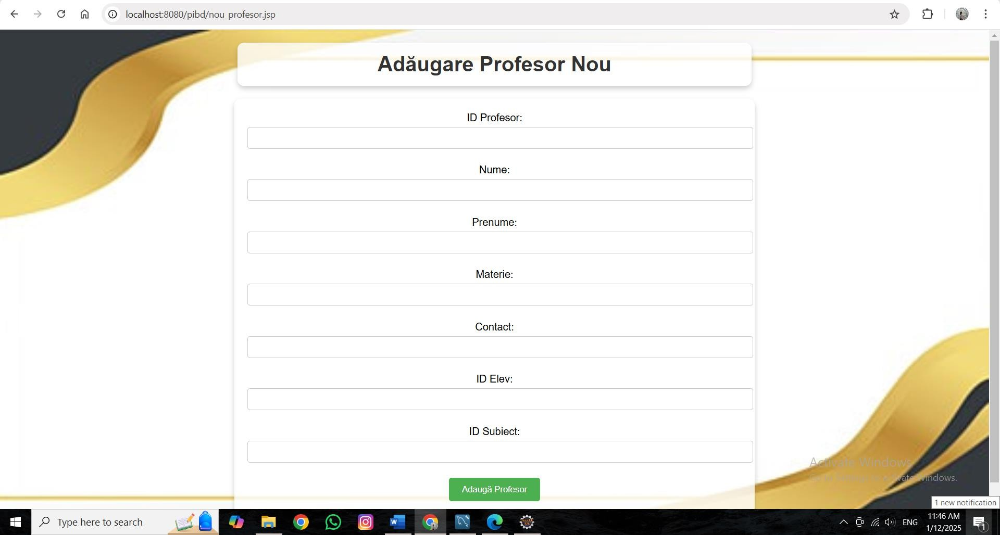 localhost:8080/pibd/nou_profesor.jsp
Adăugare Profesor Nou
ID Profesor:
Nume:
Prenume:
Materie:
Contact:
ID Elev:
ID Subiect:
Activate Windows
Go to Settings to activate Windows.
Adaugă Profesor
1 new notification
Type here to search
ENG
11:46 AM
1/12/2025
1